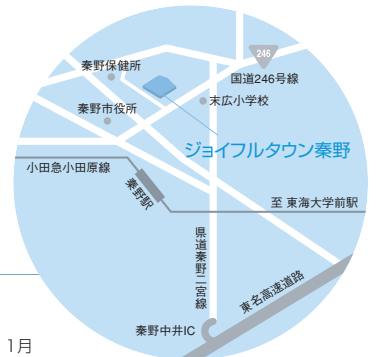 246
秦野保健所
国道246号線
末広小学校
秦野市役所
ジョイフルタウン秦野
小田急小田原線
秦野駅
至 東海大学前駅
県道秦野二宮線
東名高速道路
秦野中井IC
1月